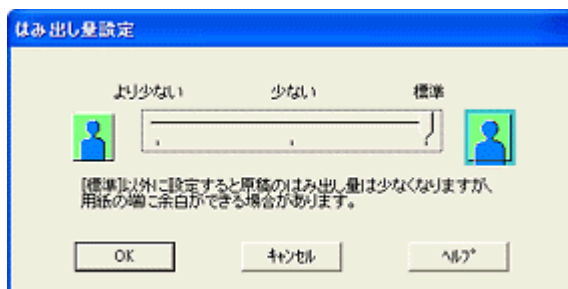 はみ出し量設定
より少ない 少ない 標準
[標準]以外に設定すると原稿のはみ出し量は少なくなりますが、
用紙の端に余白ができる場合があります。
OK ｷｬﾝｾﾙ ﾍﾙﾌﾟ